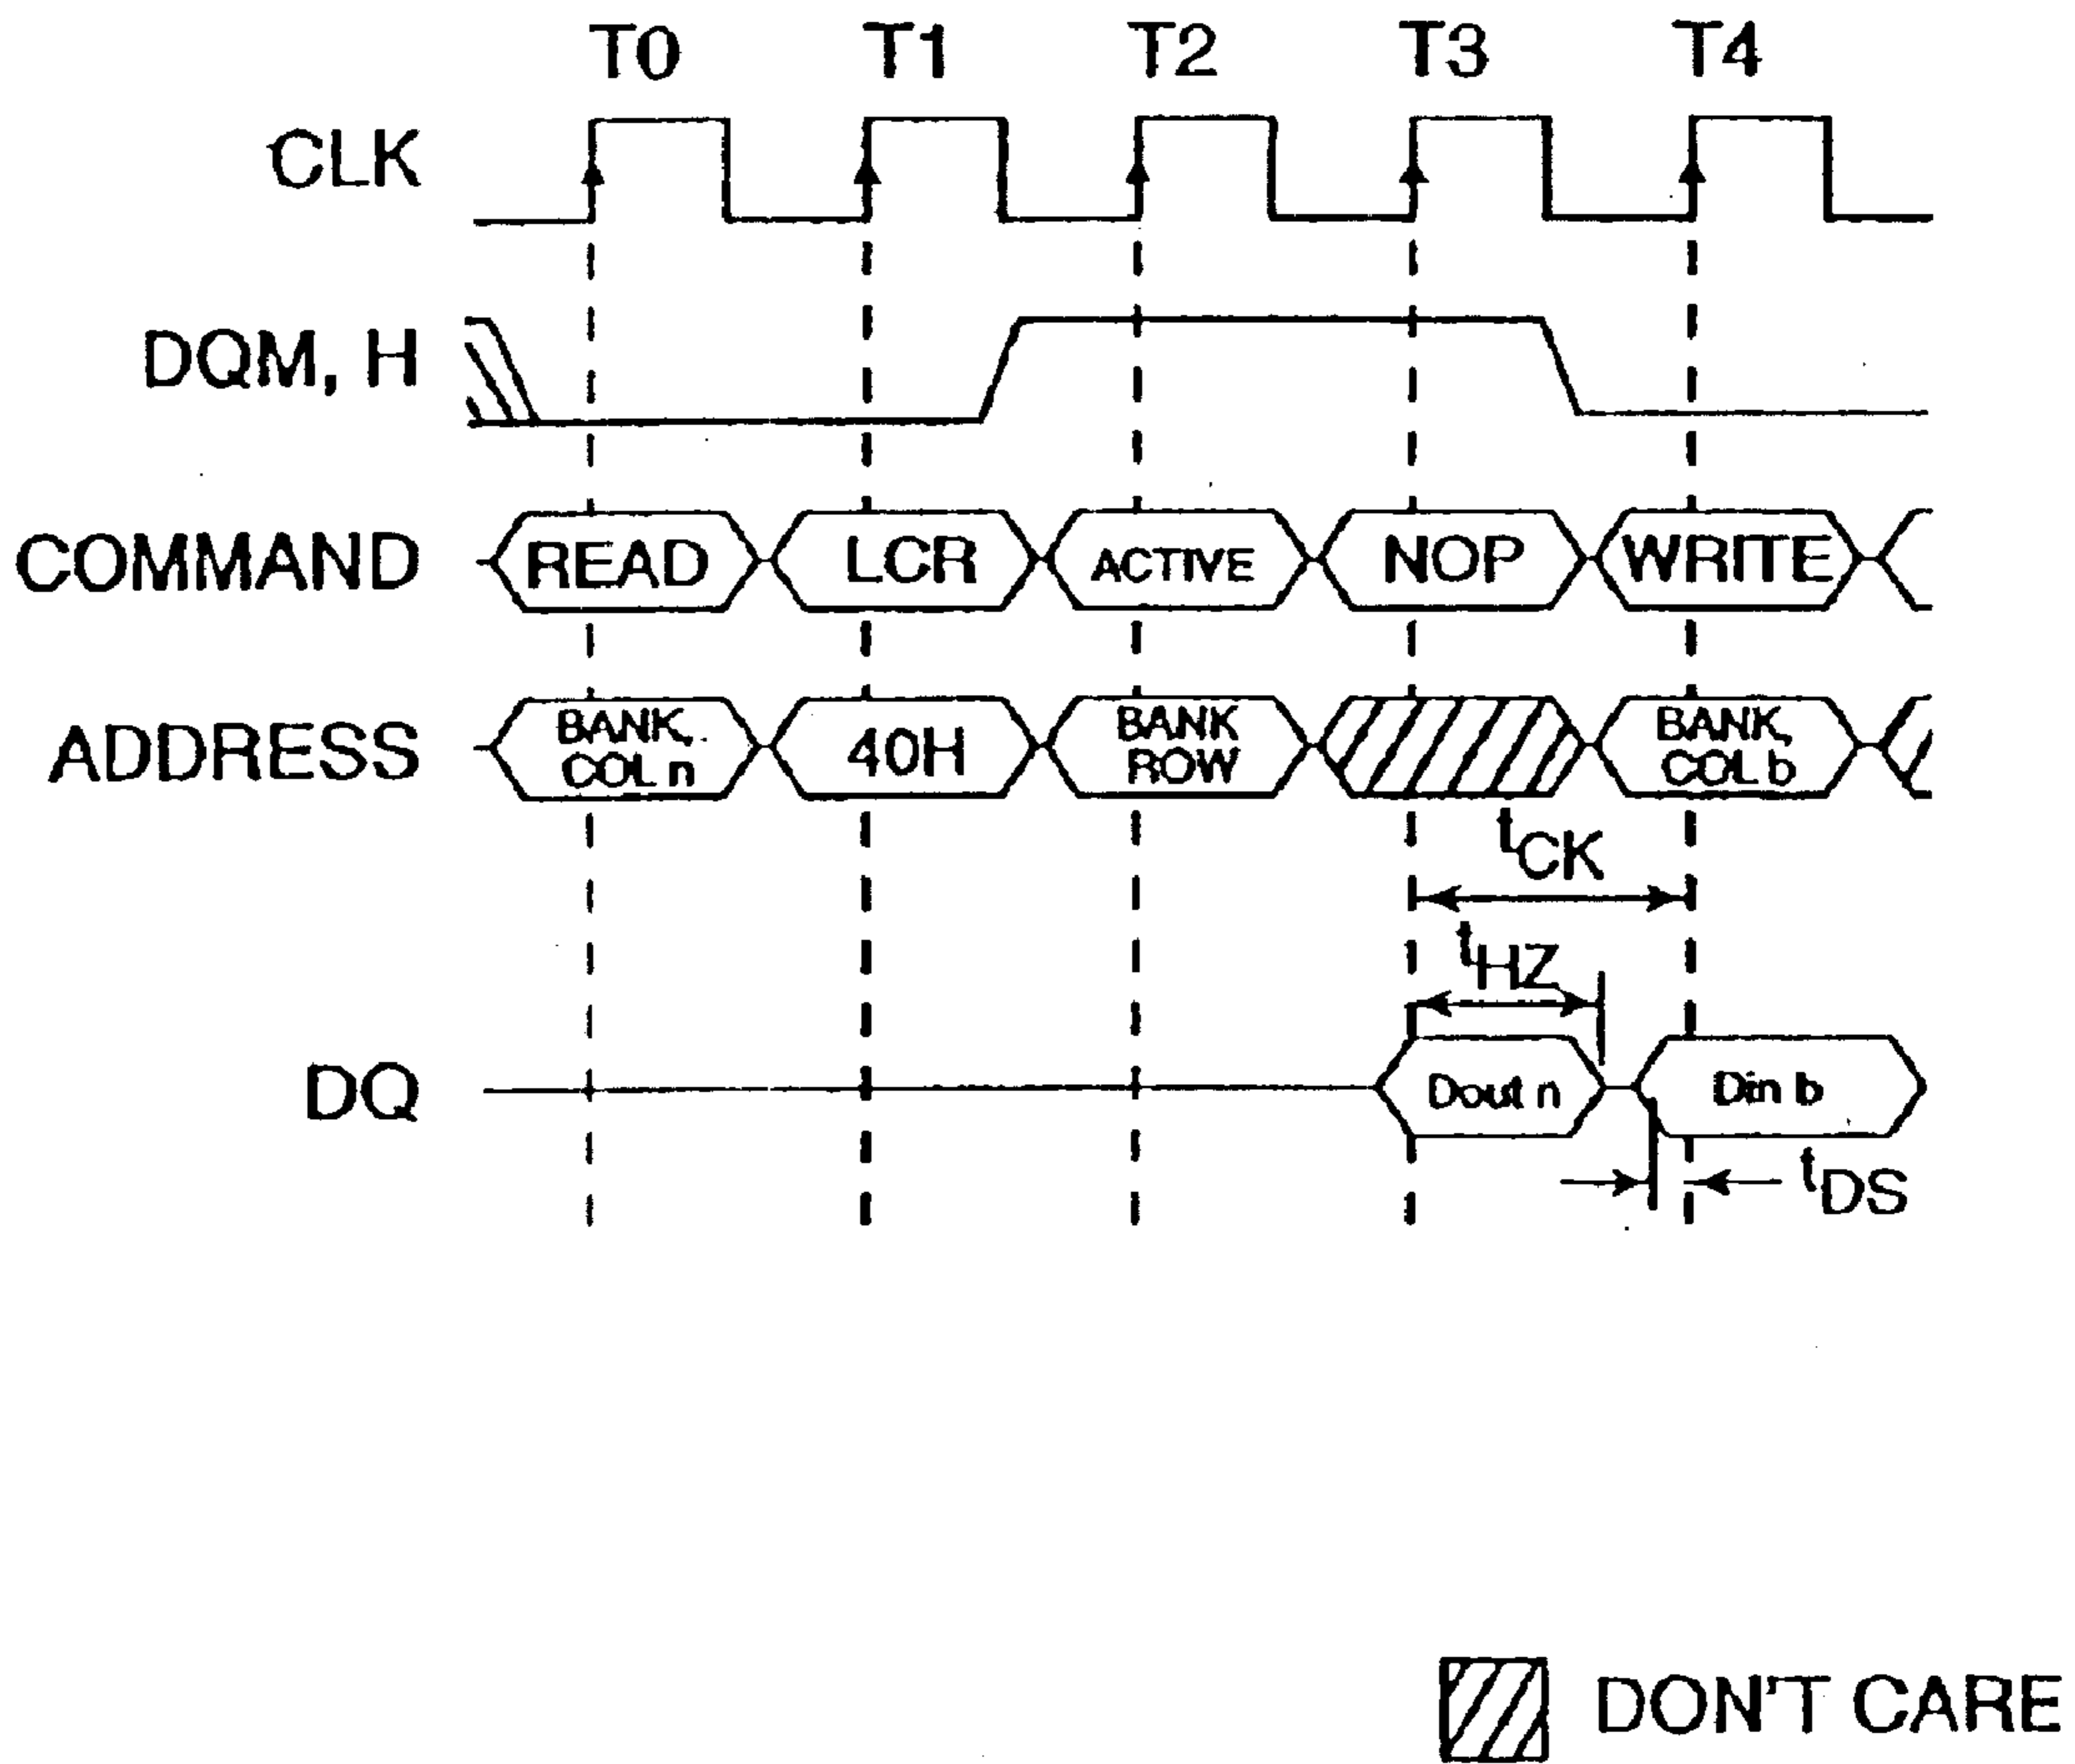 T0 T1 T2 T3 T4
CLK
DQM, H
COMMAND READ LCR ACTIVE NOP WRITE
ADDRESS BANK, COL n 40H BANK ROW BANK, COL b
tCK
tHZ
DQ Dout n Din b
tDS
DON'T CARE